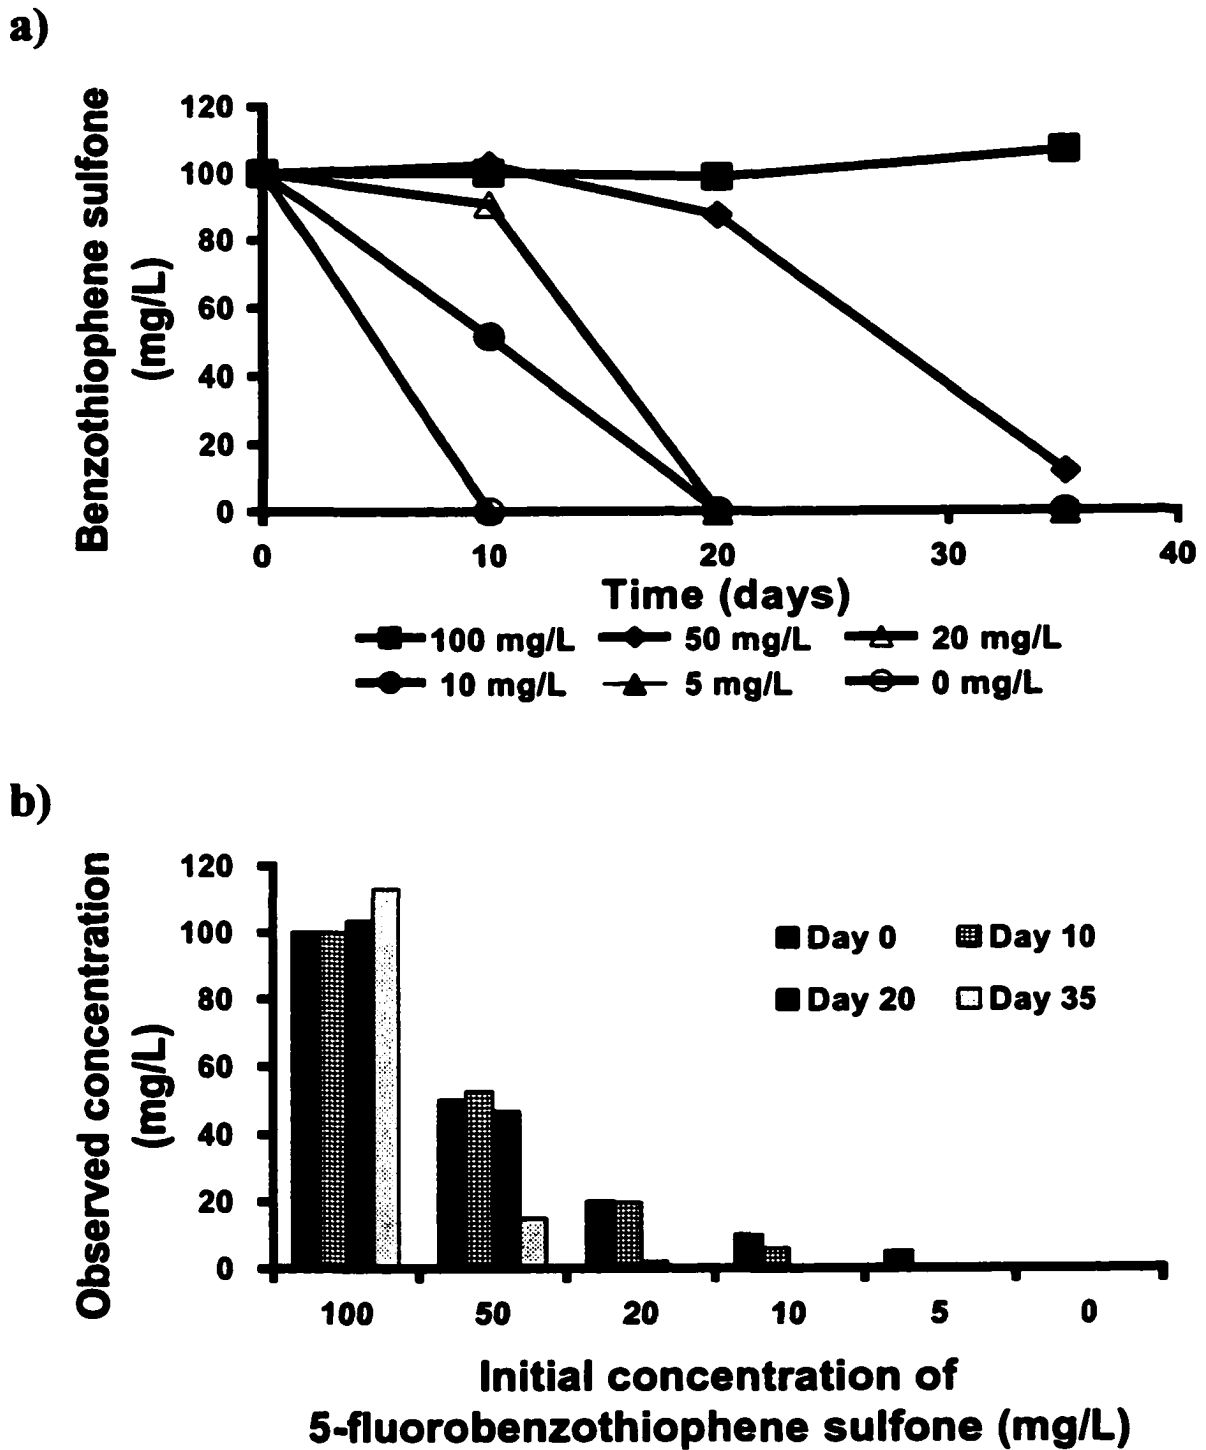 a)
120
100
80
60
40
20
0
Benzothiophene sulfone
(mg/L)
0 10 20 30 40
Time (days)
100 mg/L 50 mg/L 20 mg/L
10 mg/L 5 mg/L 0 mg/L
b)
120
100
80
60
40
20
0
Observed concentration
(mg/L)
Day 0 Day 10
Day 20 Day 35
100 50 20 10 5 0
Initial concentration of
5-fluorobenzothiophene sulfone (mg/L)